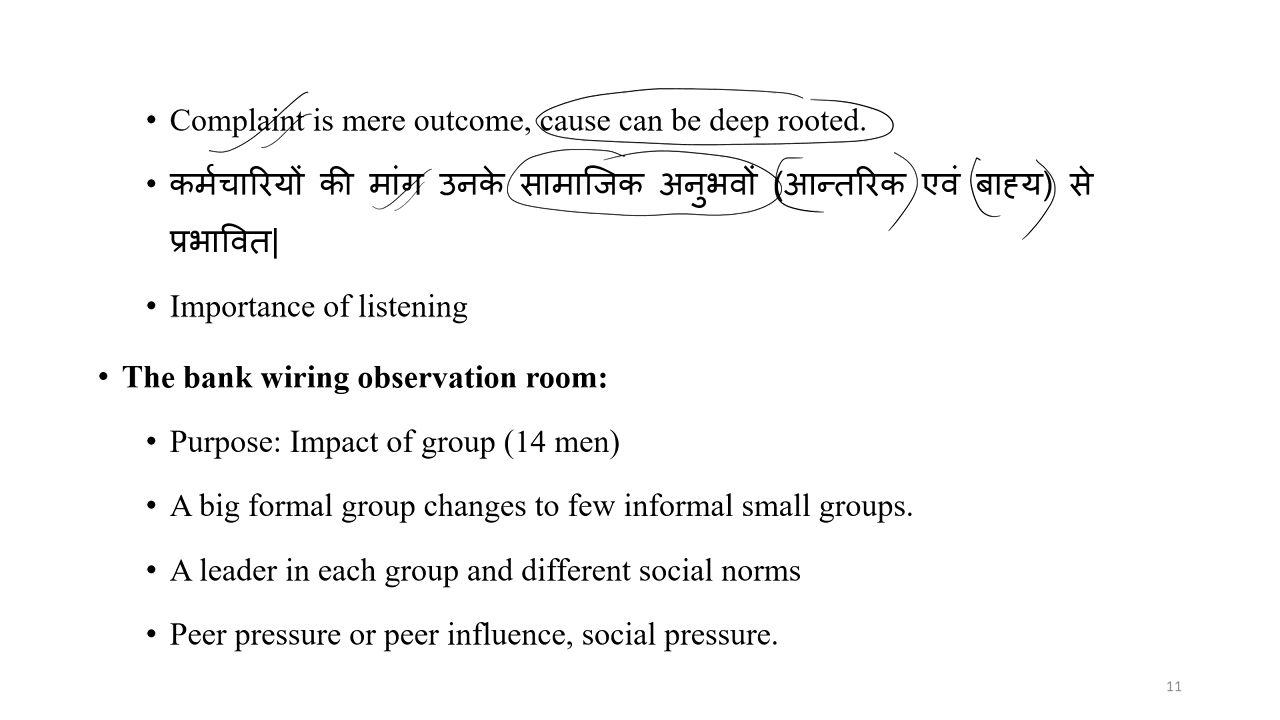 • Complaint is mere outcome, cause can be deep rooted.
• कर्मचारियों की मांग उनके सामाजिक अनुभवों (आन्तरिक एवं बाह्य) से
प्रभावित|
• Importance of listening
• The bank wiring observation room:
• Purpose: Impact of group (14 men)
• A big formal group changes to few informal small groups.
• A leader in each group and different social norms
• Peer pressure or peer influence, social pressure.
11